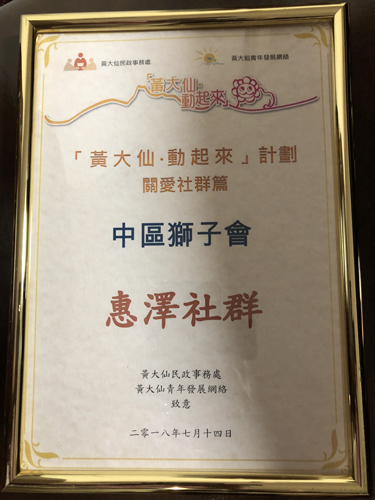 黃大仙民政事務處
黃大仙青年發展網絡
「黃大仙·動起來」
「黃大仙·動起來」計劃
關愛社群篇
中區獅子會
惠澤社群
黃大仙民政事務處
黃大仙青年發展網絡
致意
二零一八年七月十四日